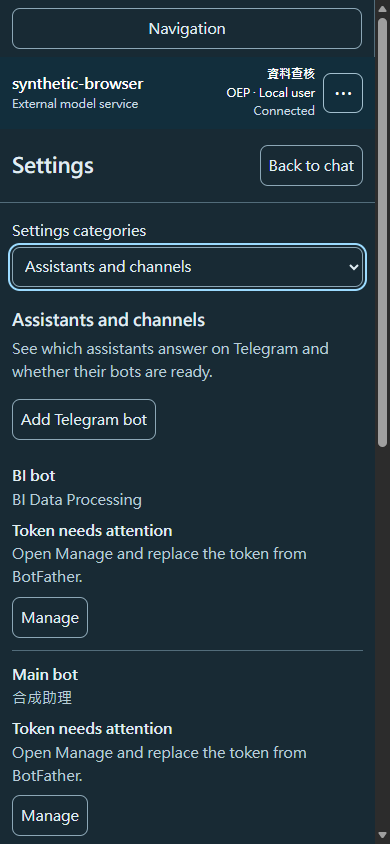 Navigation
synthetic-browser
External model service
資料查核
OEP · Local user
Connected
...
Settings
Back to chat
Settings categories
Assistants and channels
Assistants and channels
See which assistants answer on Telegram and
whether their bots are ready.
Add Telegram bot
BI bot
BI Data Processing
Token needs attention
Open Manage and replace the token from
BotFather.
Manage
Main bot
合成助理
Token needs attention
Open Manage and replace the token from
BotFather.
Manage